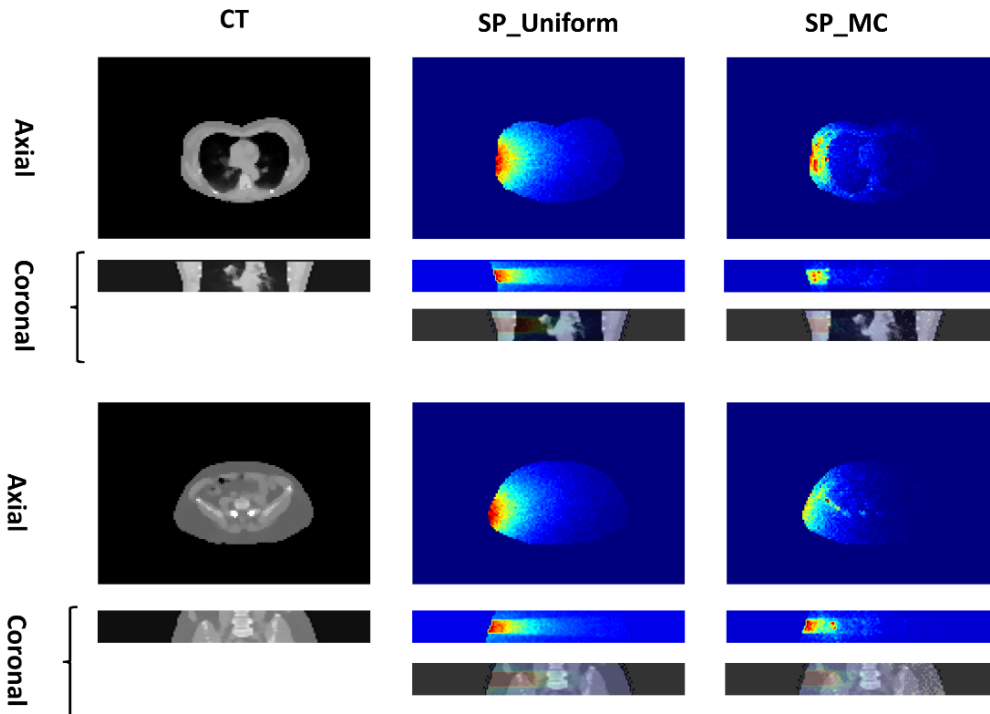 CT
SP_Uniform
SP_MC
Axial
Coronal
Axial
Coronal